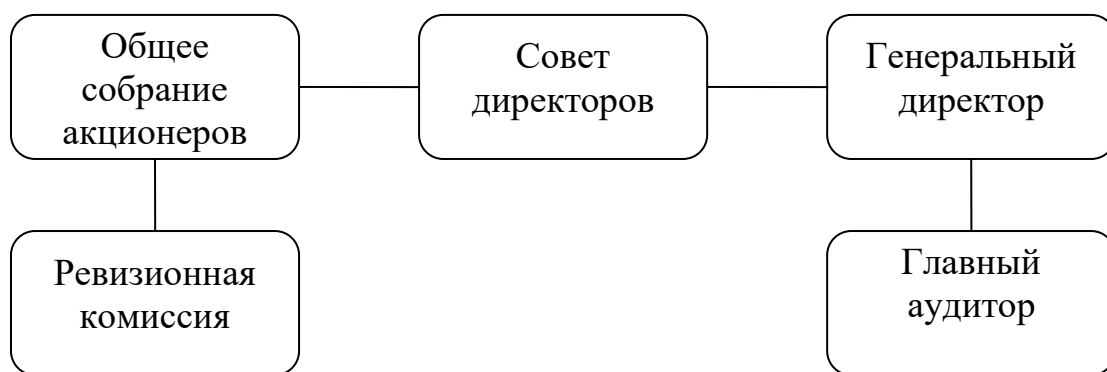 Общее
собрание
акционеров
Совет
директоров
Генеральный
директор
Ревизионная
комиссия
Главный
аудитор